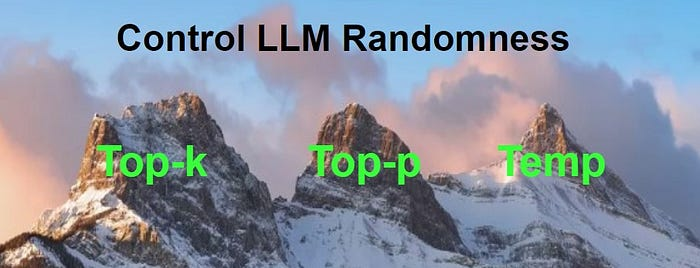 Control LLM Randomness
Top-k Top-p Temp